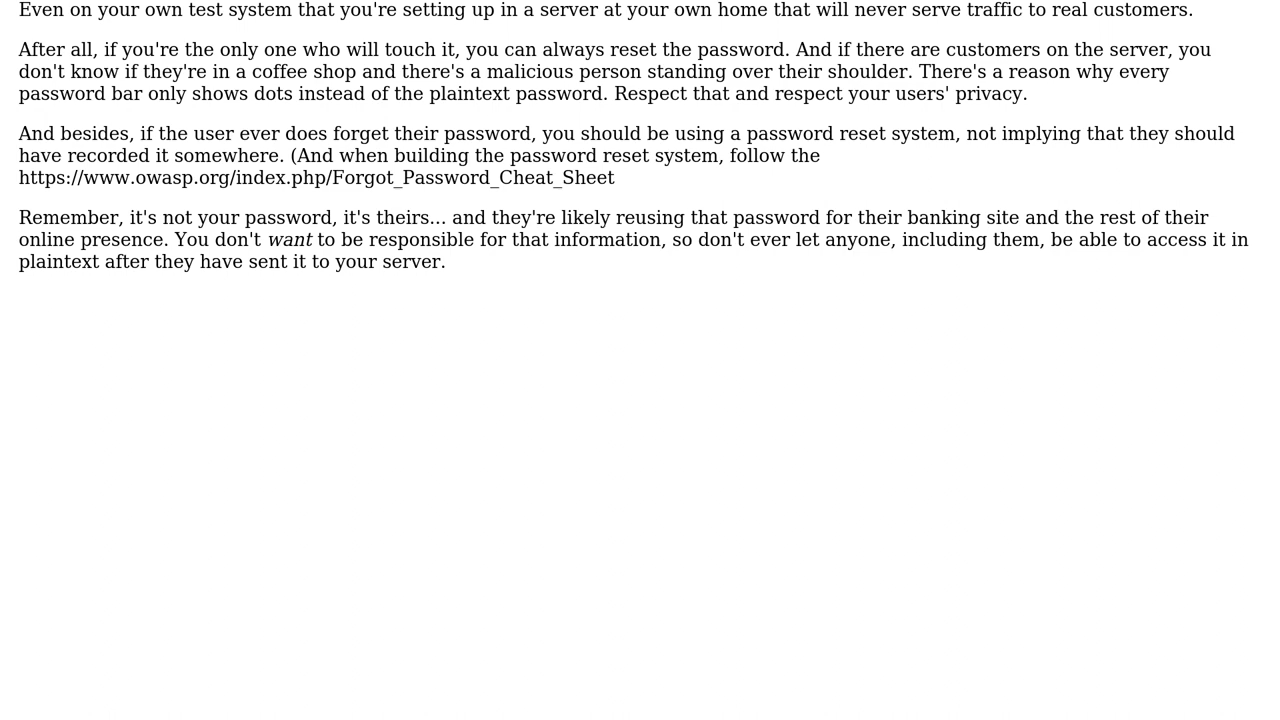 Even on your own test system that you're setting up in a server at your own home that will never serve traffic to real customers.
After all, if you're the only one who will touch it, you can always reset the password. And if there are customers on the server, you
don't know if they're in a coffee shop and there's a malicious person standing over their shoulder. There's a reason why every
password bar only shows dots instead of the plaintext password. Respect that and respect your users' privacy.
And besides, if the user ever does forget their password, you should be using a password reset system, not implying that they should
have recorded it somewhere. (And when building the password reset system, follow the
https://www.owasp.org/index.php/Forgot_Password_Cheat_Sheet
Remember, it's not your password, it's theirs... and they're likely reusing that password for their banking site and the rest of their
online presence. You don't want to be responsible for that information, so don't ever let anyone, including them, be able to access it in
plaintext after they have sent it to your server.